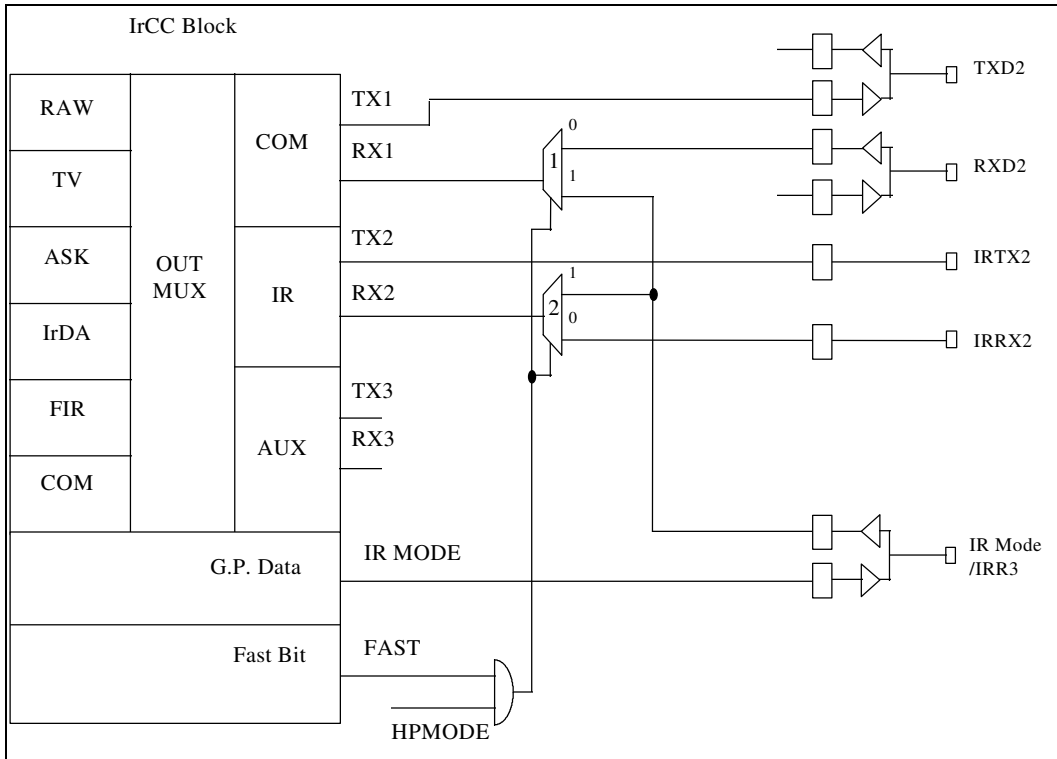 IrCC Block
RAW
TV
ASK
IrDA
FIR
COM
OUT
MUX
COM
IR
AUX
G.P. Data
Fast Bit
TX1
RX1
TX2
RX2
TX3
RX3
IR MODE
FAST
HPMODE
0
1
1
1
2
0
TXD2
RXD2
IRTX2
IRRX2
IR Mode
/IRR3